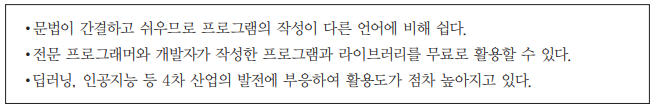 •문법이 간결하고 쉬우므로 프로그램의 작성이 다른 언어에 비해 쉽다.
•전문 프로그래머와 개발자가 작성한 프로그램과 라이브러리를 무료로 활용할 수 있다.
•딥러닝, 인공지능 등 4차 산업의 발전에 부응하여 활용도가 점차 높아지고 있다.